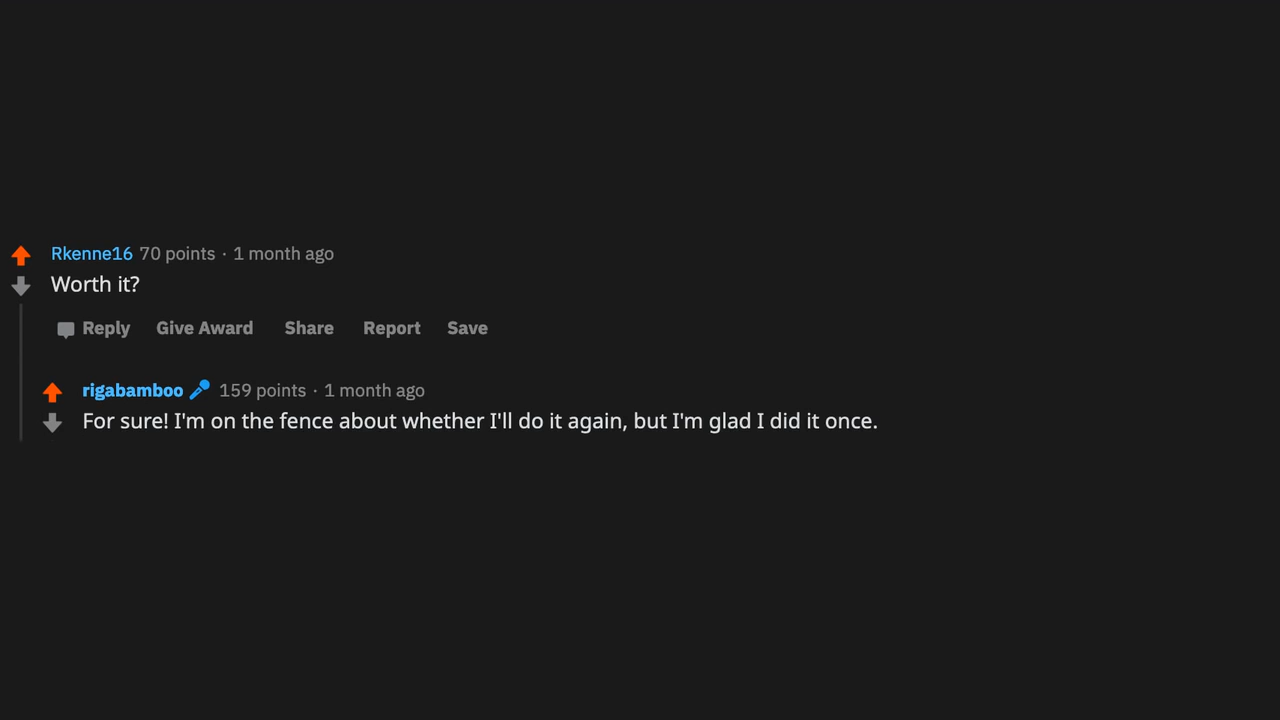 Rkenne16 70 points · 1 month ago
Worth it?
Reply Give Award Share Report Save
rigabamboo 159 points · 1 month ago
For sure! I'm on the fence about whether I'll do it again, but I'm glad I did it once.